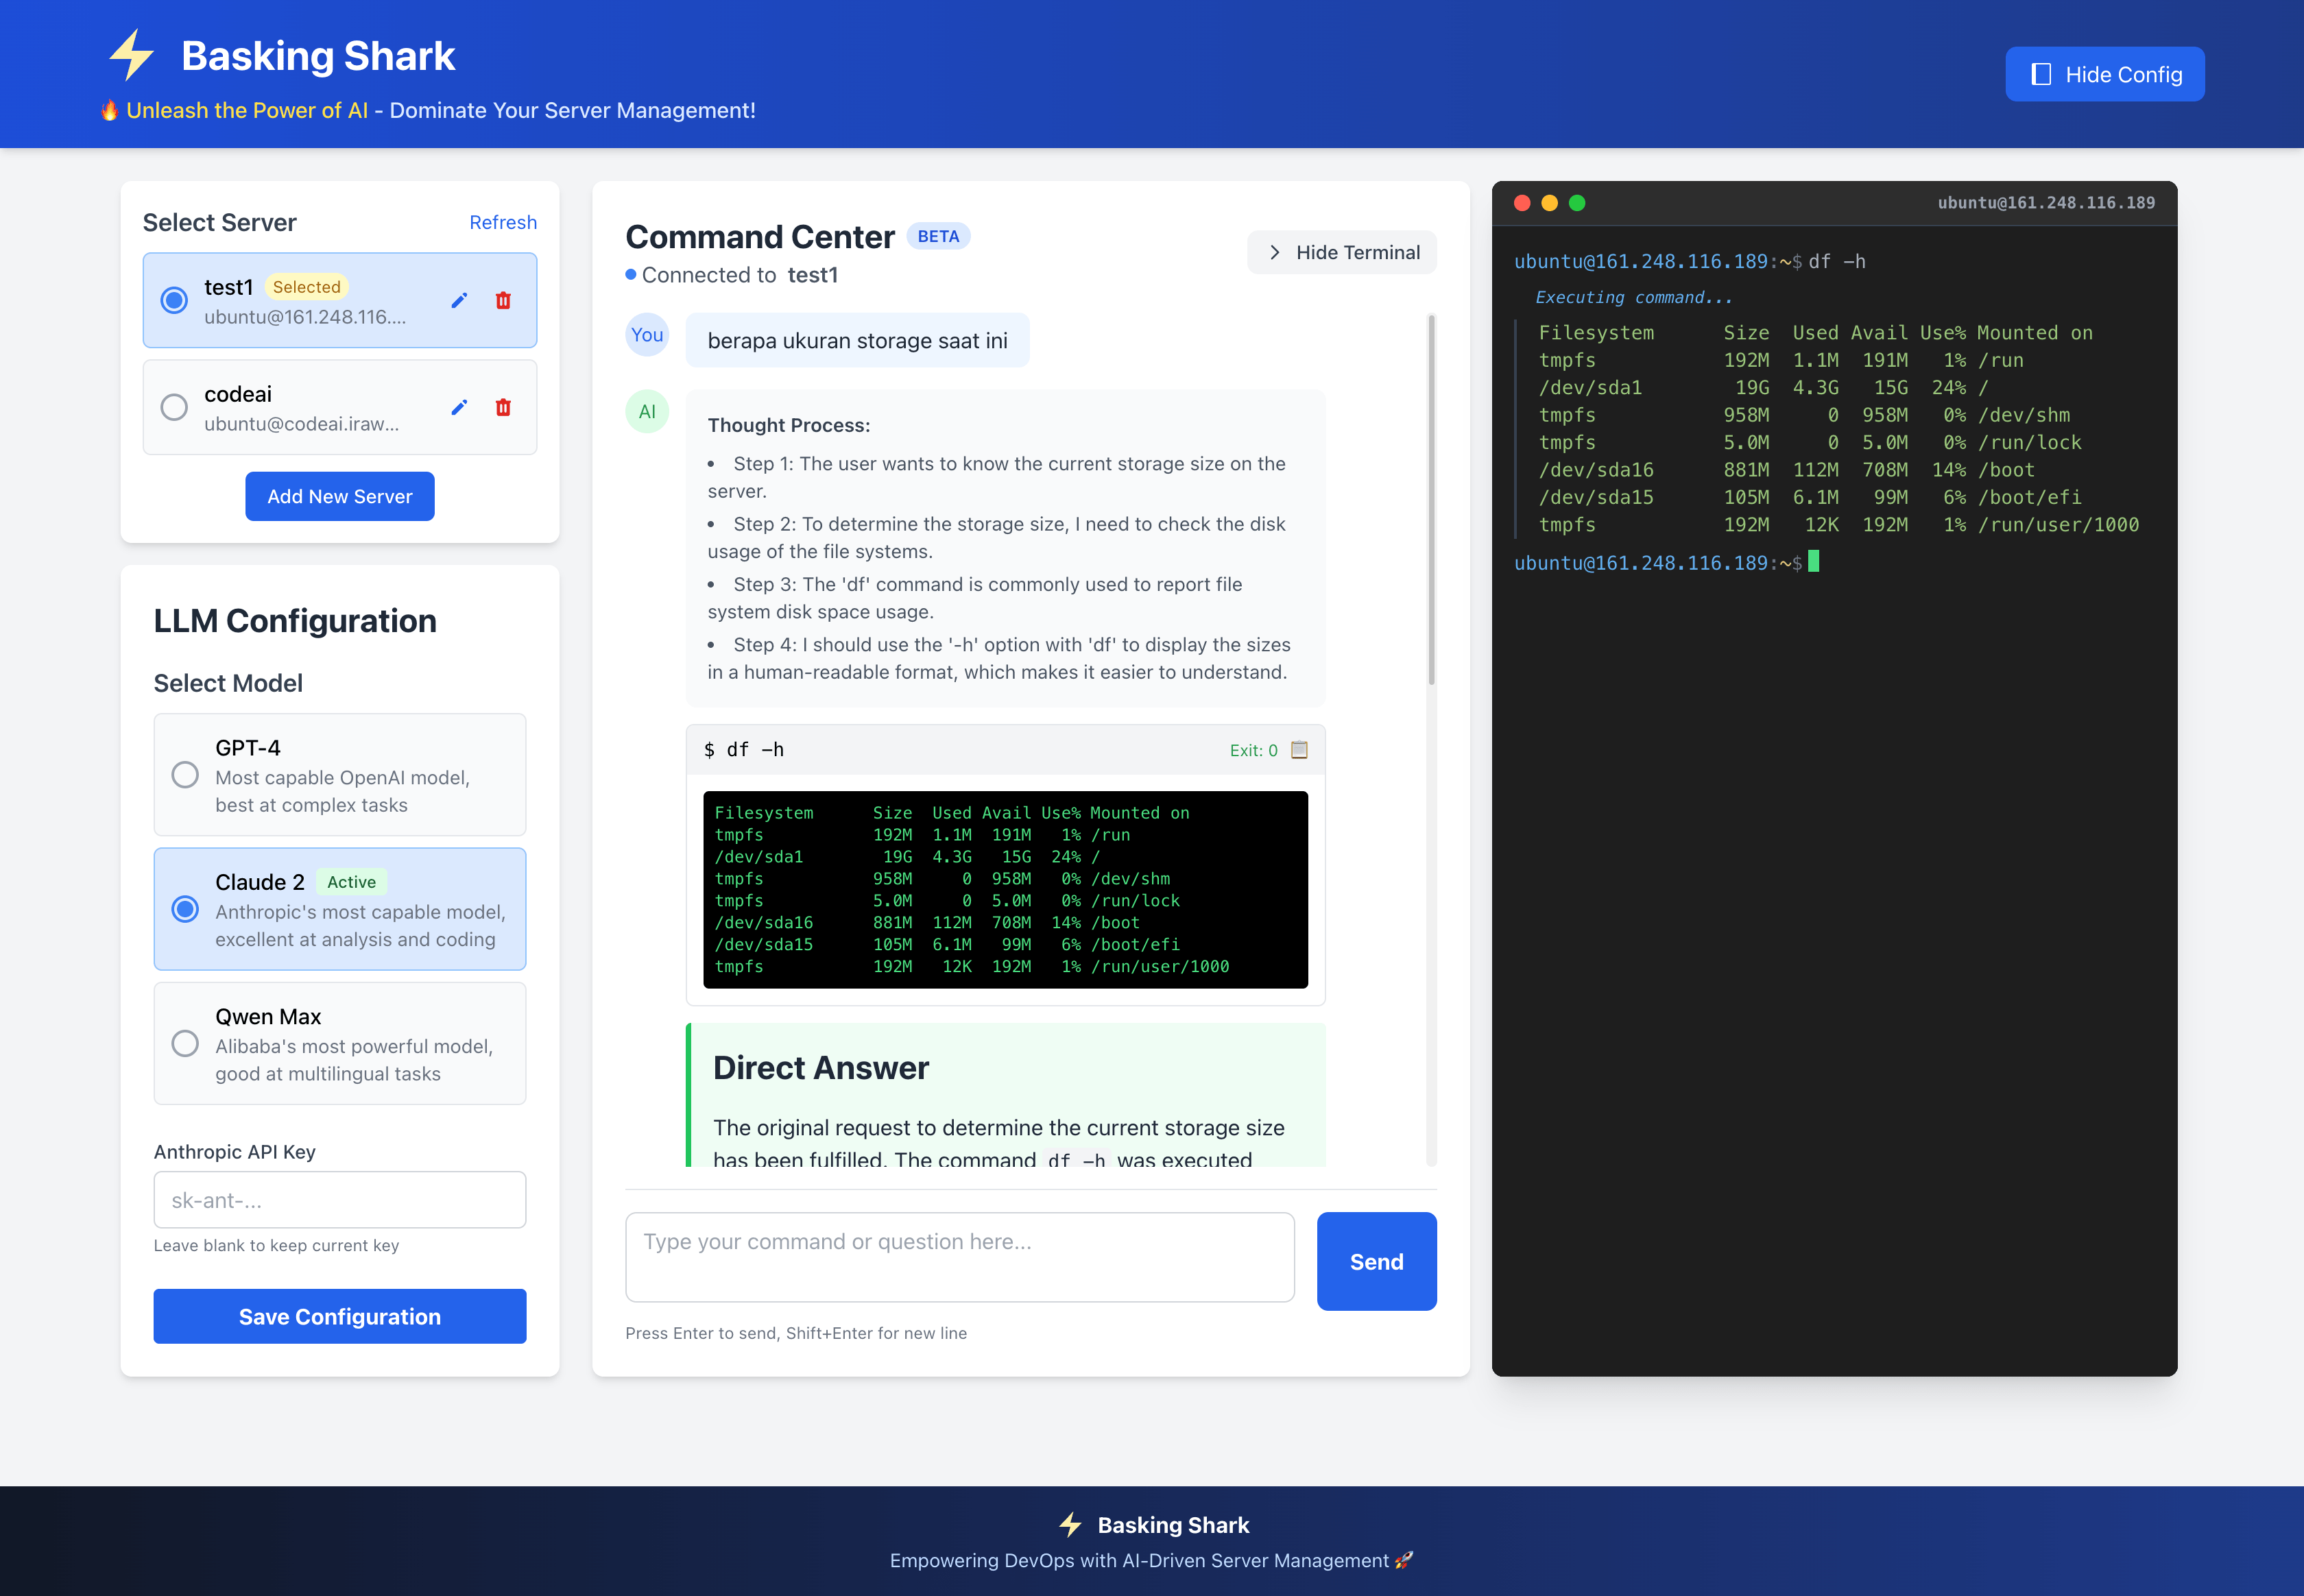 Basking Shark
🔥 Unleash the Power of AI - Dominate Your Server Management!
Hide Config
Select Server
Refresh
test1 Selected
ubuntu@161.248.116....
codeai
ubuntu@codeai.iraw...
Add New Server
LLM Configuration
Select Model
GPT-4
Most capable OpenAI model,
best at complex tasks
Claude 2 Active
Anthropic's most capable model,
excellent at analysis and coding
Qwen Max
Alibaba's most powerful model,
good at multilingual tasks
Anthropic API Key
sk-ant-...
Leave blank to keep current key
Save Configuration
Command Center BETA
Connected to test1
Hide Terminal
You
berapa ukuran storage saat ini
AI
Thought Process:
• Step 1: The user wants to know the current storage size on the
server.
• Step 2: To determine the storage size, I need to check the disk
usage of the file systems.
• Step 3: The 'df' command is commonly used to report file
system disk space usage.
• Step 4: I should use the '-h' option with 'df' to display the sizes
in a human-readable format, which makes it easier to understand.
$ df -h
Exit: 0
Filesystem Size Used Avail Use% Mounted on
tmpfs 192M 1.1M 191M 1% /run
/dev/sda1 19G 4.3G 15G 24% /
tmpfs 958M 0 958M 0% /dev/shm
tmpfs 5.0M 0 5.0M 0% /run/lock
/dev/sda16 881M 112M 708M 14% /boot
/dev/sda15 105M 6.1M 99M 6% /boot/efi
tmpfs 192M 12K 192M 1% /run/user/1000
Direct Answer
The original request to determine the current storage size
has been fulfilled. The command df -h was executed
Type your command or question here...
Send
Press Enter to send, Shift+Enter for new line
ubuntu@161.248.116.189
ubuntu@161.248.116.189:~$ df -h
Executing command...
Filesystem Size Used Avail Use% Mounted on
tmpfs 192M 1.1M 191M 1% /run
/dev/sda1 19G 4.3G 15G 24% /
tmpfs 958M 0 958M 0% /dev/shm
tmpfs 5.0M 0 5.0M 0% /run/lock
/dev/sda16 881M 112M 708M 14% /boot
/dev/sda15 105M 6.1M 99M 6% /boot/efi
tmpfs 192M 12K 192M 1% /run/user/1000
ubuntu@161.248.116.189:~$
Basking Shark
Empowering DevOps with AI-Driven Server Management 🚀